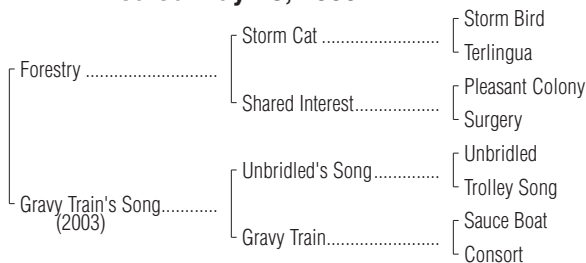 Storm Bird
Storm Cat ........................
Terlingua
Forestry ...........................
Pleasant Colony
Shared Interest.................
Surgery
Unbridled
Unbridled's Song.............
Trolley Song
Gravy Train's Song...........
(2003)
Sauce Boat
Gravy Train.......................
Consort